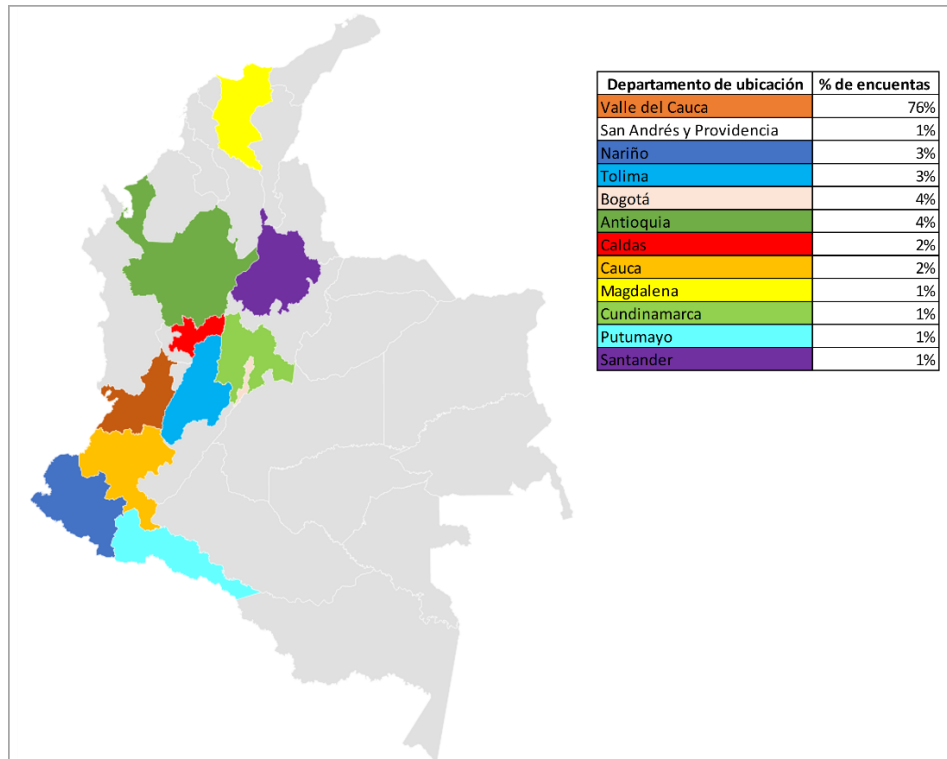 Departamento de ubicación % de encuentas
Valle del Cauca 76%
San Andrés y Providencia 1%
Nariño 3%
Tolima 3%
Bogotá 4%
Antioquia 4%
Caldas 2%
Cauca 2%
Magdalena 1%
Cundinamarca 1%
Putumayo 1%
Santander 1%